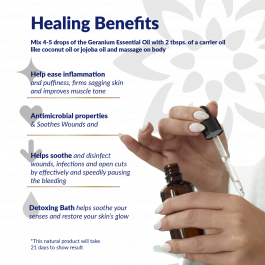 Healing Benefits
Mix 4-5 drops of the Geranium Essential Oil with 2 tbsps. of a carrier oil
like coconut oil or jojoba oil and massage on body
Help ease inflammation
and puffiness, firms sagging skin
and improves muscle tone
Antimicrobial properties
& Soothes Wounds and
Helps soothe and disinfect
wounds, infections and open cuts
by effectively and speedily pausing
the bleeding
Detoxing Bath helps soothe your
senses and restore your skin's glow
*This natural product will take
21 days to show result